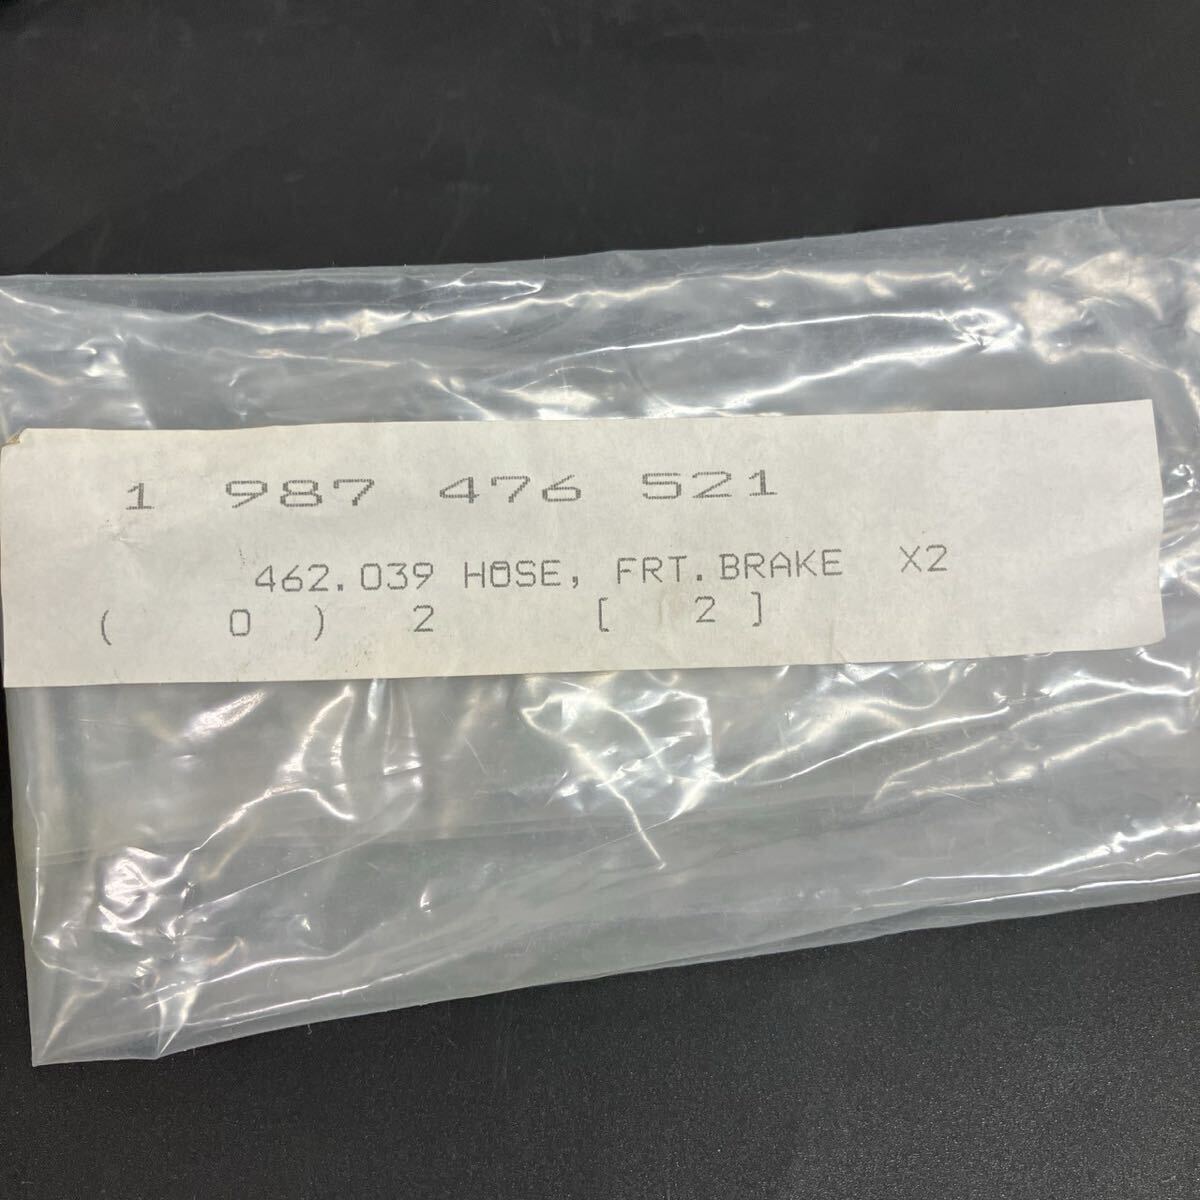 1 987 476 521
462.039 HOSE, FRT.BRAKE X2
( 0 ) 2 [ 2 ]